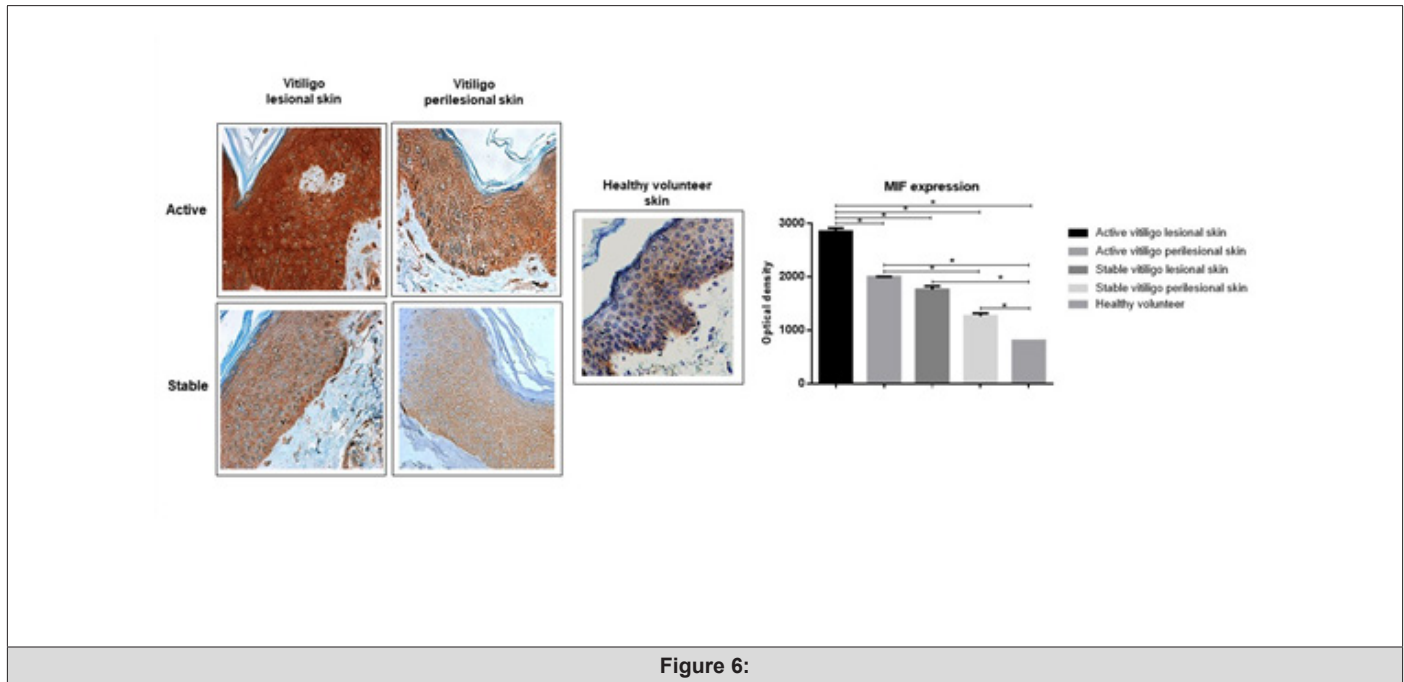 Vitiligo
lesional skin
Vitiligo
perilesional skin
Active
Stable
Healthy volunteer
skin
MIF expression
* * * *
* * * *
3000
2000
1000
0
Optical density
Active vitiligo lesional skin
Active vitiligo perilesional skin
Stable vitiligo lesional skin
Stable vitiligo perilesional skin
Healthy volunteer
Figure 6: